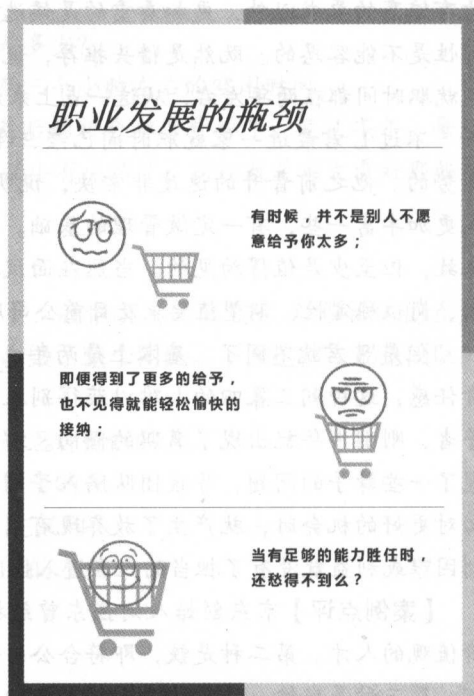 职业发展的瓶颈
有时候，并不是别人不愿
意给予你太多；
即便得到了更多的给予，
也不见得就能轻松愉快的
接纳；
当有足够的能力胜任时，
还愁得不到么？